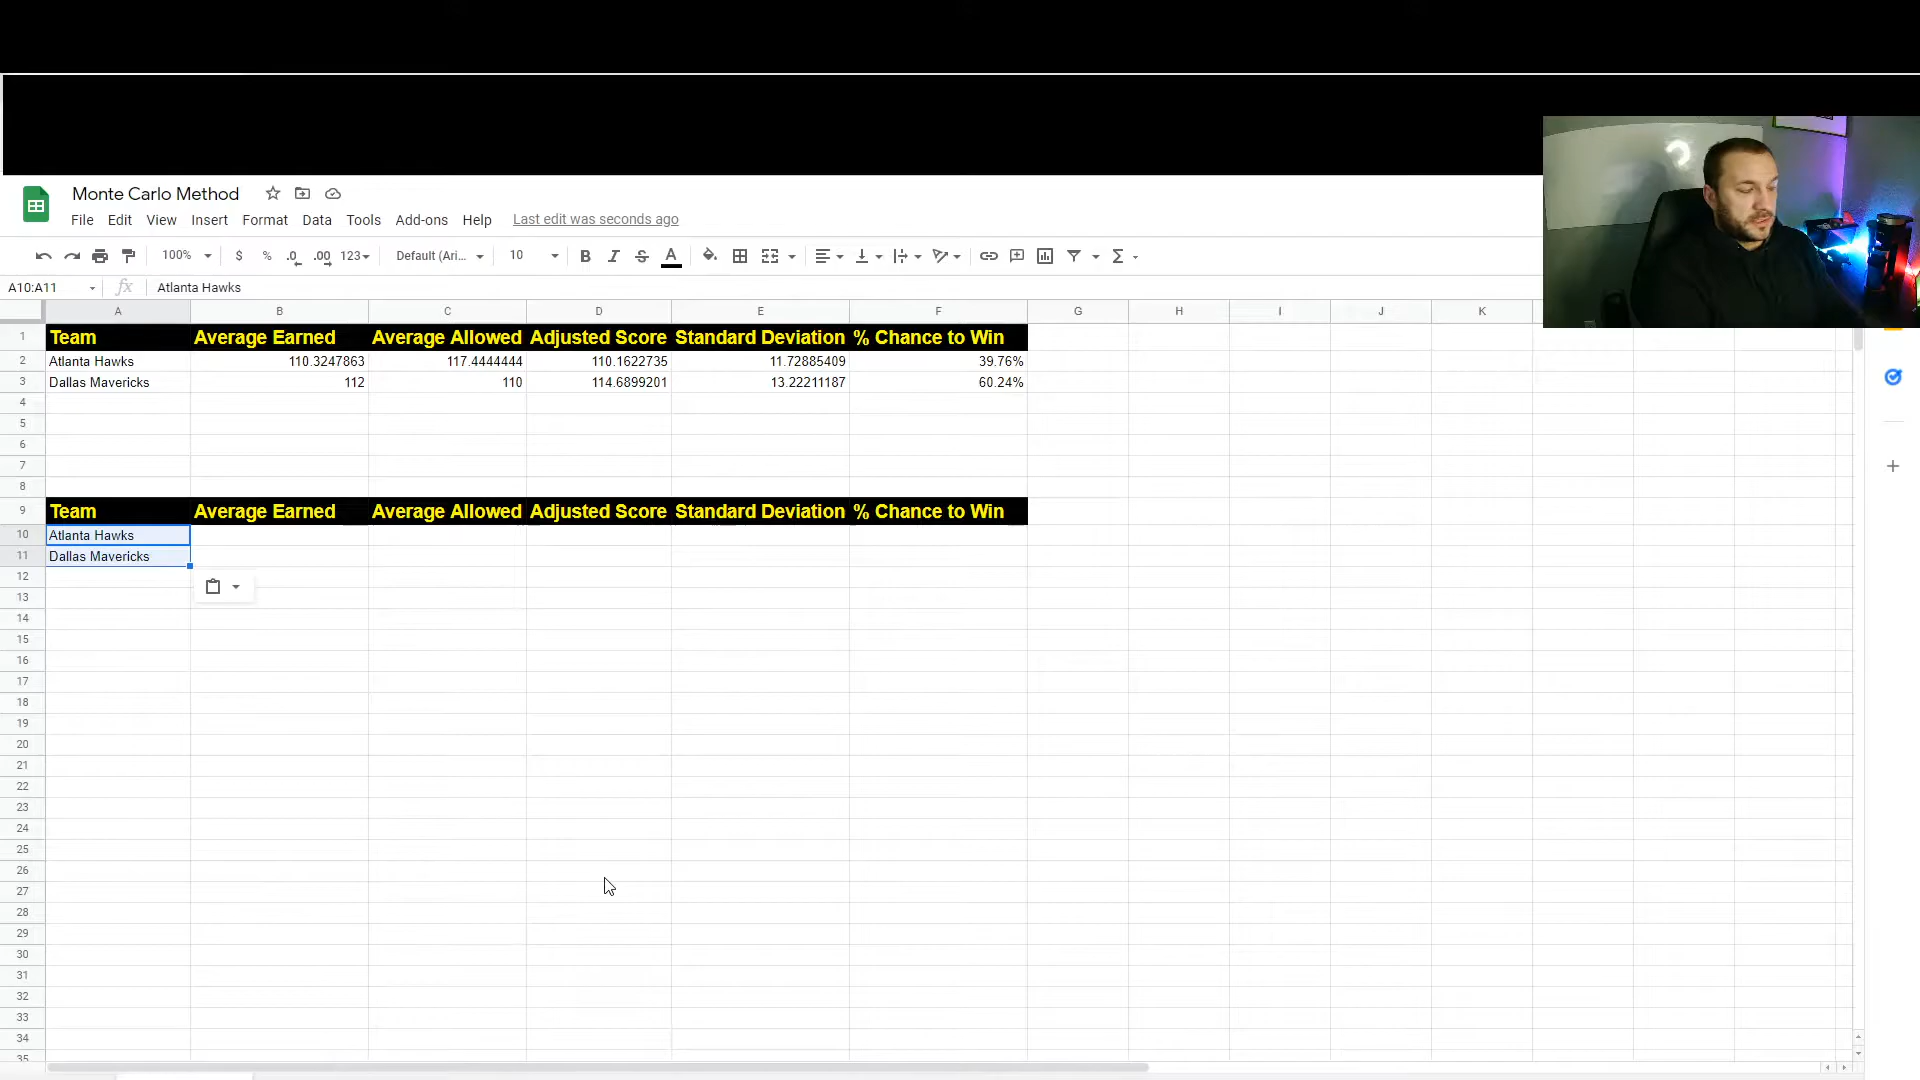 Monte Carlo Method
File Edit View Insert Format Data Tools Add-ons Help Last edit was seconds ago
100% $ % .0 .00 123 Default (Ari... 10 B I S A
A10:A11 fx Atlanta Hawks
A B C D E F G H I J K
1 Team Average Earned Average Allowed Adjusted Score Standard Deviation % Chance to Win
2 Atlanta Hawks 110.3247863 117.4444444 110.1622735 11.72885409 39.76%
3 Dallas Mavericks 112 110 114.6899201 13.22211187 60.24%
4
5
6
7
8
9 Team Average Earned Average Allowed Adjusted Score Standard Deviation % Chance to Win
10 Atlanta Hawks
11 Dallas Mavericks
12
13
14
15
16
17
18
19
20
21
22
23
24
25
26
27
28
29
30
31
32
33
34
35